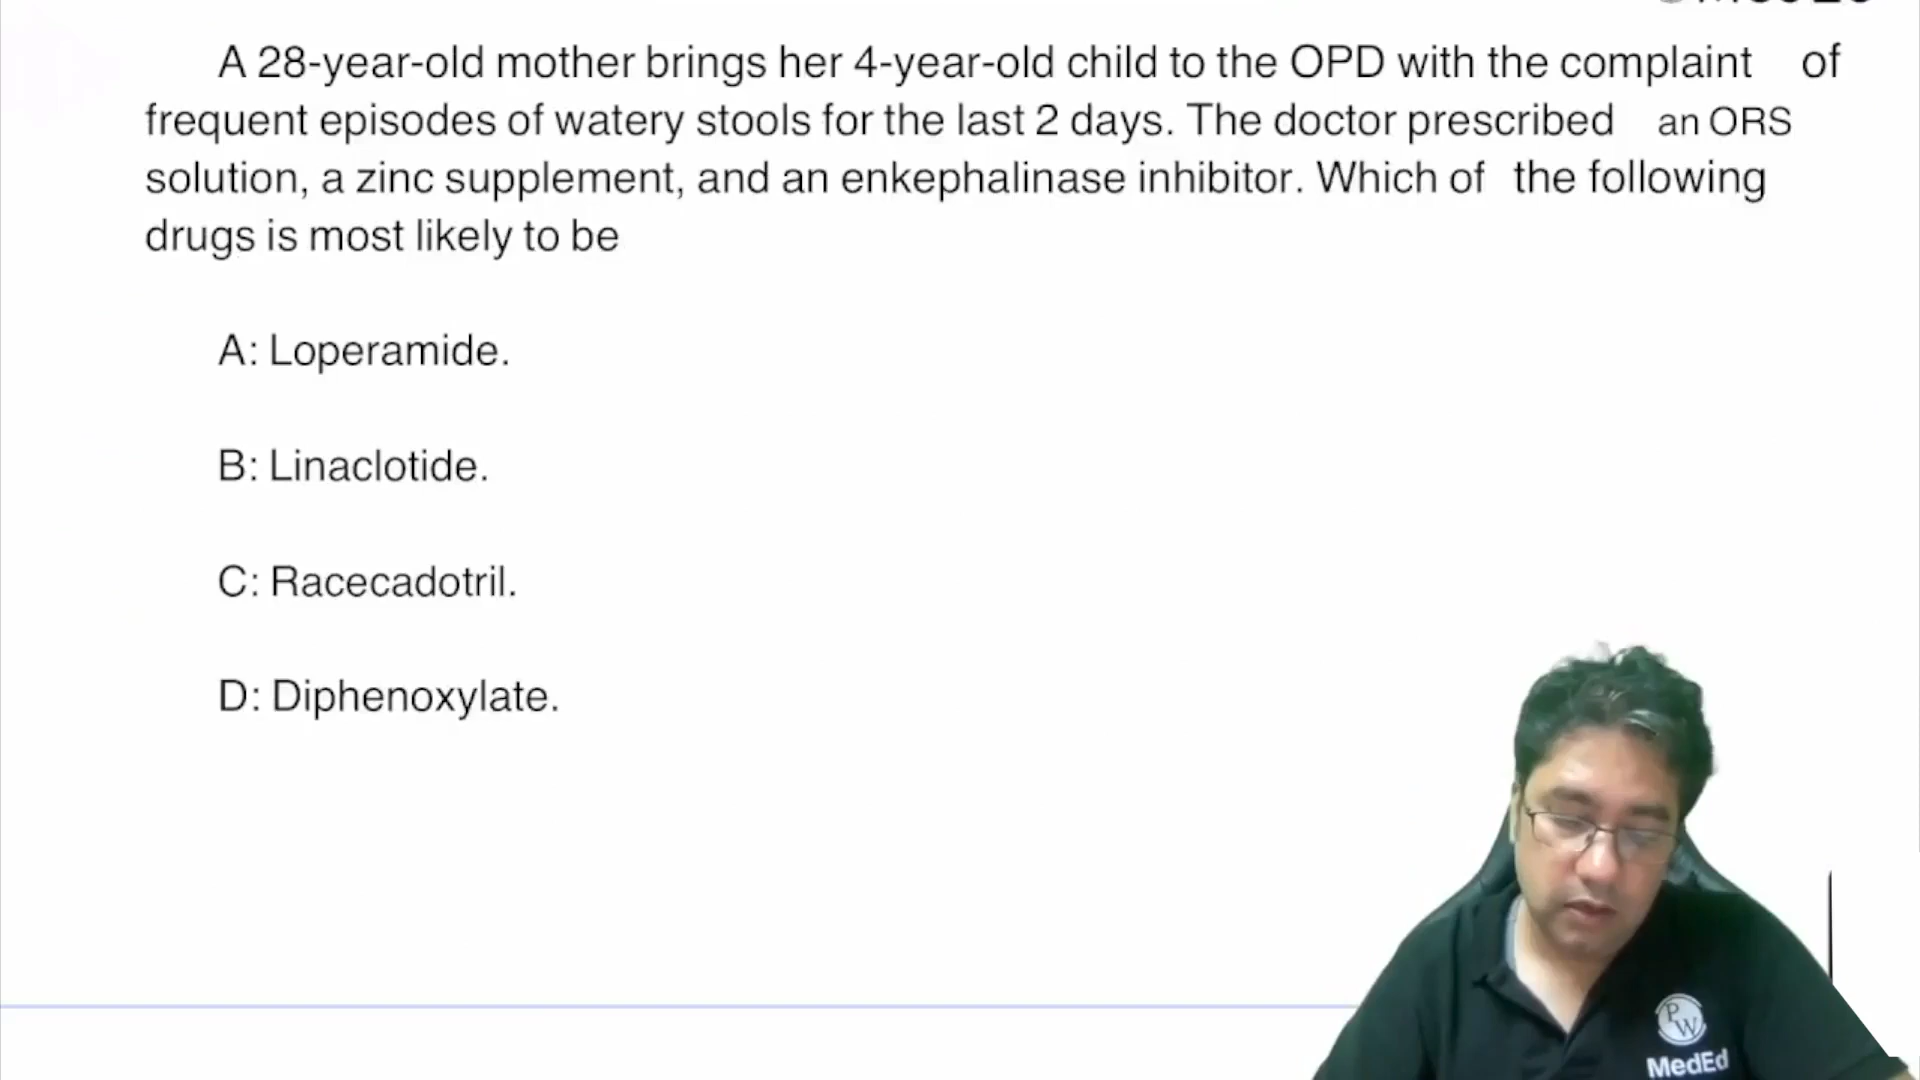 A 28-year-old mother brings her 4-year-old child to the OPD with the complaint of
frequent episodes of watery stools for the last 2 days. The doctor prescribed an ORS
solution, a zinc supplement, and an enkephalinase inhibitor. Which of the following
drugs is most likely to be
A: Loperamide.
B: Linaclotide.
C: Racecadotril.
D: Diphenoxylate.
PW
MedEd